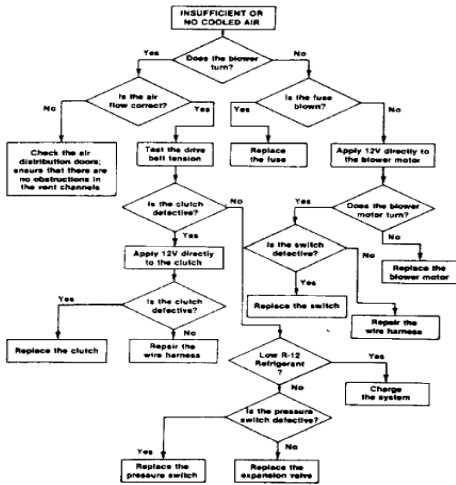 INSUFFICIENT OR
NO COOLED AIR
Yes
Does the blower
turn?
No
Is the air
flow correct?
Is the fuse
blown?
No
Yes
Yes
No
Check the air
distribution doors;
ensure that there are
no obstructions in
the vent channels
Test the drive
belt tension
Replace
the fuse
Apply 12V directly to
the blower motor
Is the clutch
defective?
No
Yes
Does the blower
motor turn?
Yes
No
Apply 12V directly
to the clutch
Is the switch
defective?
No
Replace the
blower motor
Yes
Is the clutch
defective?
Yes
No
Replace the switch
Repair the
wire harness
Replace the clutch
Repair the
wire harness
Low R-12
Refrigerant
?
Yes
No
Charge
the system
Is the pressure
switch defective?
Yes
No
Replace the
pressure switch
Replace the
expansion valve